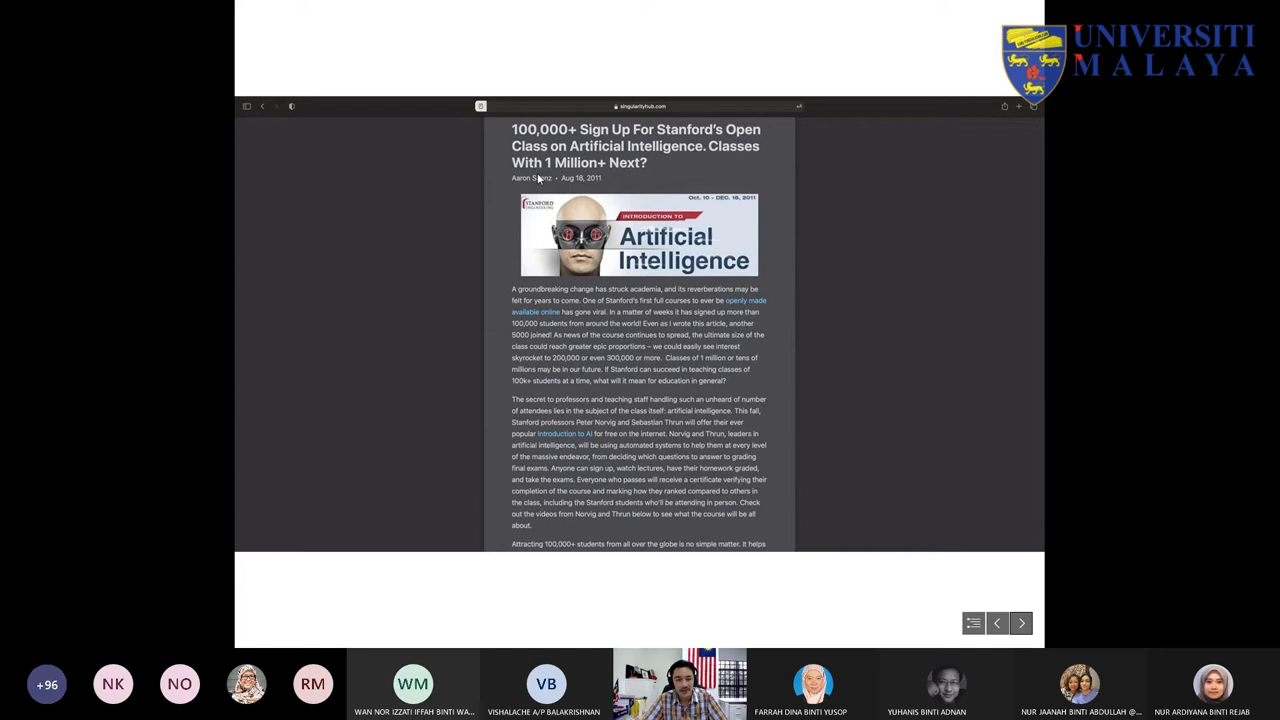 UNIVERSITI
MALAYA
singularityhub.com
100,000+ Sign Up For Stanford's Open
Class on Artificial Intelligence. Classes
With 1 Million+ Next?
Aaron Saenz • Aug 18, 2011
OCT. 10 - DEC. 16, 2011
STANFORD
ENGINEERING
INTRODUCTION TO
Artificial
Intelligence
A groundbreaking change has struck academia, and its reverberations may be
felt for years to come. One of Stanford's first full courses to ever be openly made
available online has gone viral. In a matter of weeks it has signed up more than
100,000 students from around the world! Even as I wrote this article, another
5000 joined! As news of the course continues to spread, the ultimate size of the
class could reach greater epic proportions – we could easily see interest
skyrocket to 200,000 or even 300,000 or more. Classes of 1 million or tens of
millions may be in our future. If Stanford can succeed in teaching classes of
100k+ students at a time, what will it mean for education in general?
The secret to professors and teaching staff handling such an unheard of number
of attendees lies in the subject of the class itself: artificial intelligence. This fall,
Stanford professors Peter Norvig and Sebastian Thrun will offer their ever
popular Introduction to AI for free on the internet. Norvig and Thrun, leaders in
artificial intelligence, will be using automated systems to help them at every level
of the massive endeavor, from deciding which questions to answer to grading
final exams. Anyone can sign up, watch lectures, have their homework graded,
and take the exams. Everyone who passes will receive a certificate verifying their
completion of the course and marking how they ranked compared to others in
the class, including the Stanford students who'll be attending in person. Check
out the videos from Norvig and Thrun below to see what the course will be all
about.
Attracting 100,000+ students from all over the globe is no simple matter. It helps
+96
NK
NO
RM
WM
WAN NOR IZZATI IFFAH BINTI WA...
VB
VISHALACHE A/P BALAKRISHNAN
FARRAH DINA BINTI YUSOP
YUHANIS BINTI ADNAN
NUR JAANAH BINTI ABDULLAH @...
NUR ARDIYANA BINTI REJAB